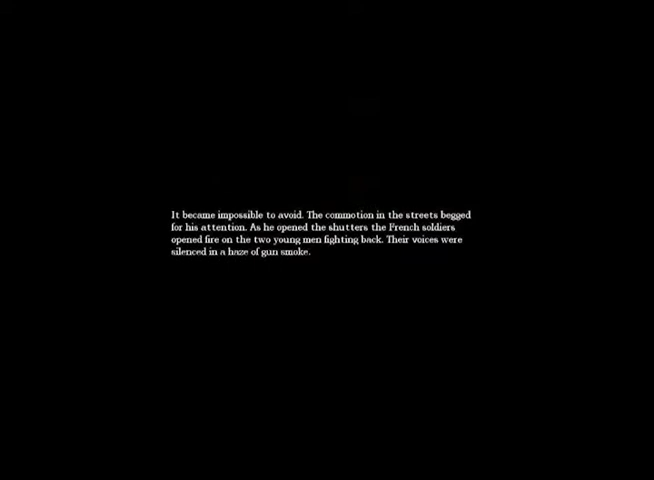 It became impossible to avoid. The commotion in the streets begged
for his attention. As he opened the shutters the French soldiers
opened fire on the two young men fighting back. Their voices were
silenced in a haze of gun smoke.